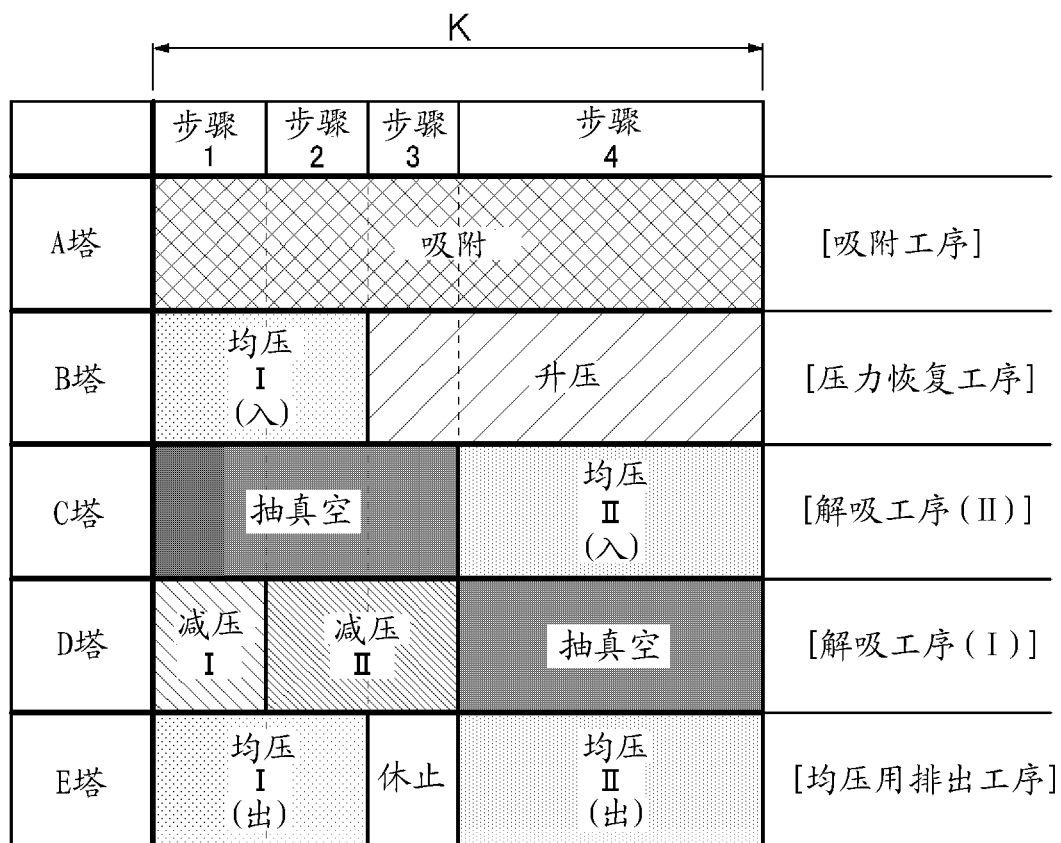 K
步骤 步骤 步骤 步骤
1 2 3 4
A塔 吸附 [吸附工序]
均压
B塔 I 升压 [压力恢复工序]
(入)
均压
C塔 抽真空 II [解吸工序(II)]
(入)
减压 减压
D塔 I II 抽真空 [解吸工序(I)]
均压 均压
E塔 I 休止 II [均压用排出工序]
(出) (出)